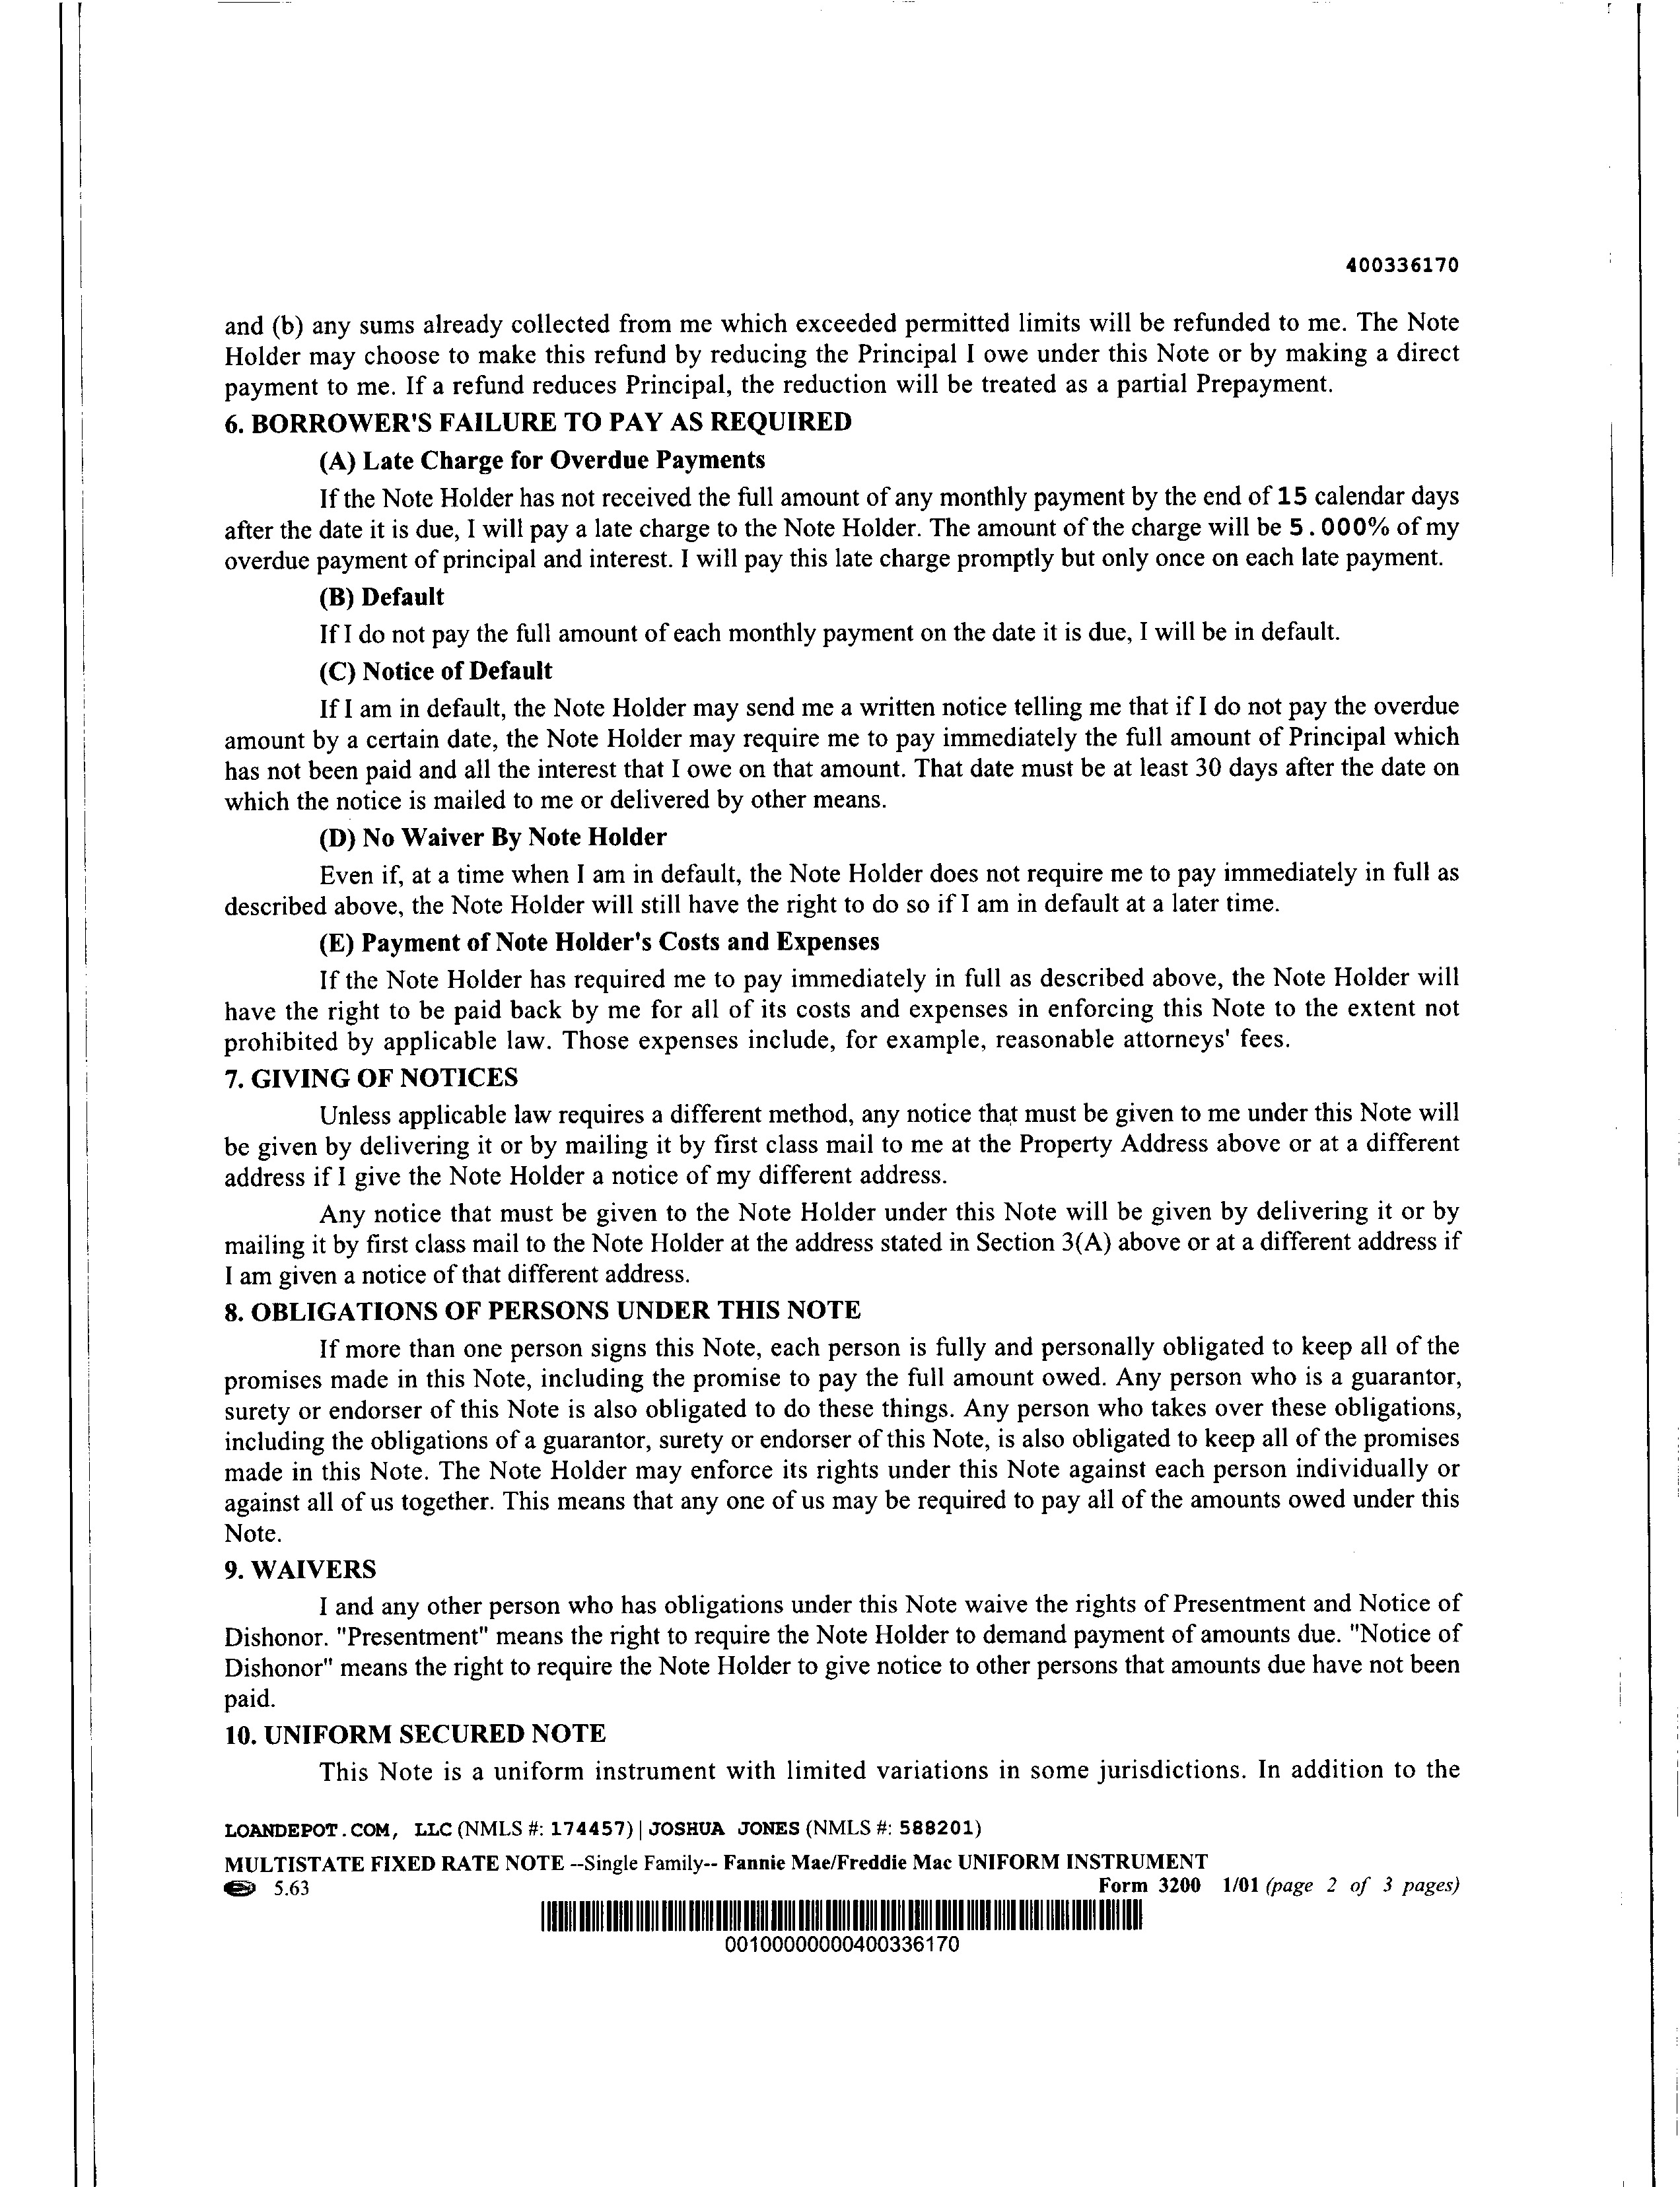 400336170
and (b) any sums already collected from me which exceeded permitted limits will be refunded to me. The Note
Holder may choose to make this refund by reducing the Principal I owe under this Note or by making a direct
payment to me. If a refund reduces Principal, the reduction will be treated as a partial Prepayment.
6. BORROWER'S FAILURE TO PAY AS REQUIRED
(A) Late Charge for Overdue Payments
If the Note Holder has not received the full amount of any monthly payment by the end of 15 calendar days
after the date it is due, I will pay a late charge to the Note Holder. The amount of the charge will be 5.000% of my
overdue payment of principal and interest. I will pay this late charge promptly but only once on each late payment.
(B) Default
If I do not pay the full amount of each monthly payment on the date it is due, I will be in default.
(C) Notice of Default
If I am in default, the Note Holder may send me a written notice telling me that if I do not pay the overdue
amount by a certain date, the Note Holder may require me to pay immediately the full amount of Principal which
has not been paid and all the interest that I owe on that amount. That date must be at least 30 days after the date on
which the notice is mailed to me or delivered by other means.
(D) No Waiver By Note Holder
Even if, at a time when I am in default, the Note Holder does not require me to pay immediately in full as
described above, the Note Holder will still have the right to do so if I am in default at a later time.
(E) Payment of Note Holder's Costs and Expenses
If the Note Holder has required me to pay immediately in full as described above, the Note Holder will
have the right to be paid back by me for all of its costs and expenses in enforcing this Note to the extent not
prohibited by applicable law. Those expenses include, for example, reasonable attorneys' fees.
7. GIVING OF NOTICES
Unless applicable law requires a different method, any notice that must be given to me under this Note will
be given by delivering it or by mailing it by first class mail to me at the Property Address above or at a different
address if I give the Note Holder a notice of my different address.
Any notice that must be given to the Note Holder under this Note will be given by delivering it or by
mailing it by first class mail to the Note Holder at the address stated in Section 3(A) above or at a different address if
I am given a notice of that different address.
8. OBLIGATIONS OF PERSONS UNDER THIS NOTE
If more than one person signs this Note, each person is fully and personally obligated to keep all of the
promises made in this Note, including the promise to pay the full amount owed. Any person who is a guarantor,
surety or endorser of this Note is also obligated to do these things. Any person who takes over these obligations,
including the obligations of a guarantor, surety or endorser of this Note, is also obligated to keep all of the promises
made in this Note. The Note Holder may enforce its rights under this Note against each person individually or
against all of us together. This means that any one of us may be required to pay all of the amounts owed under this
Note.
9. WAIVERS
I and any other person who has obligations under this Note waive the rights of Presentment and Notice of
Dishonor. "Presentment" means the right to require the Note Holder to demand payment of amounts due. "Notice of
Dishonor" means the right to require the Note Holder to give notice to other persons that amounts due have not been
paid.
10. UNIFORM SECURED NOTE
This Note is a uniform instrument with limited variations in some jurisdictions. In addition to the
LOANDEPOT.COM, LLC (NMLS #: 174457) | JOSHUA JONES (NMLS #: 588201)
MULTISTATE FIXED RATE NOTE --Single Family-- Fannie Mae/Freddie Mac UNIFORM INSTRUMENT
5.63 Form 3200 1/01 (page 2 of 3 pages)
00100000000400336170